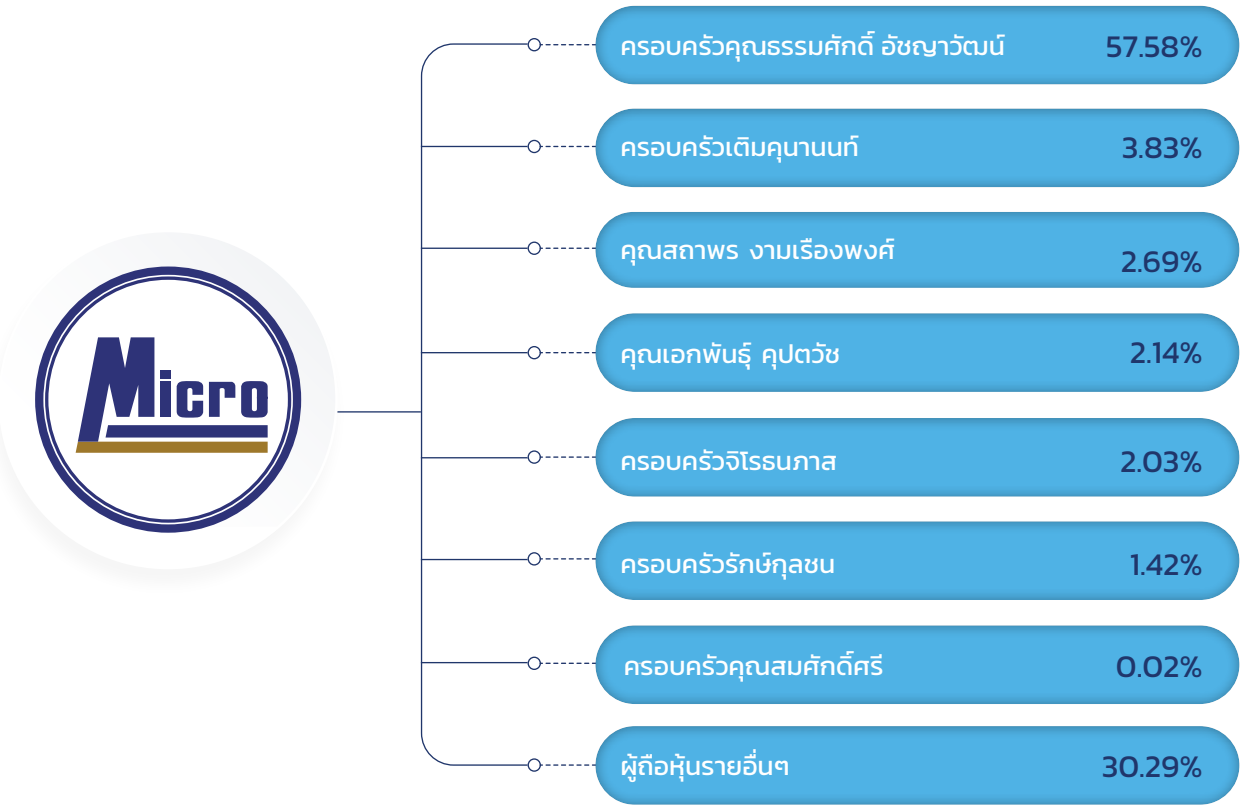 Micro
ครอบครัวคุณธรรมศักดิ์ อัชญาวัฒน์ 57.58%
ครอบครัวเติมคุนานนท์ 3.83%
คุณสถาพร งามเรืองพงศ์ 2.69%
คุณเอกพันธุ์ คุปตวัช 2.14%
ครอบครัวจิโรธนภาส 2.03%
ครอบครัวรักษ์กุลชน 1.42%
ครอบครัวคุณสมศักดิ์ศรี 0.02%
ผู้ถือหุ้นรายอื่นๆ 30.29%